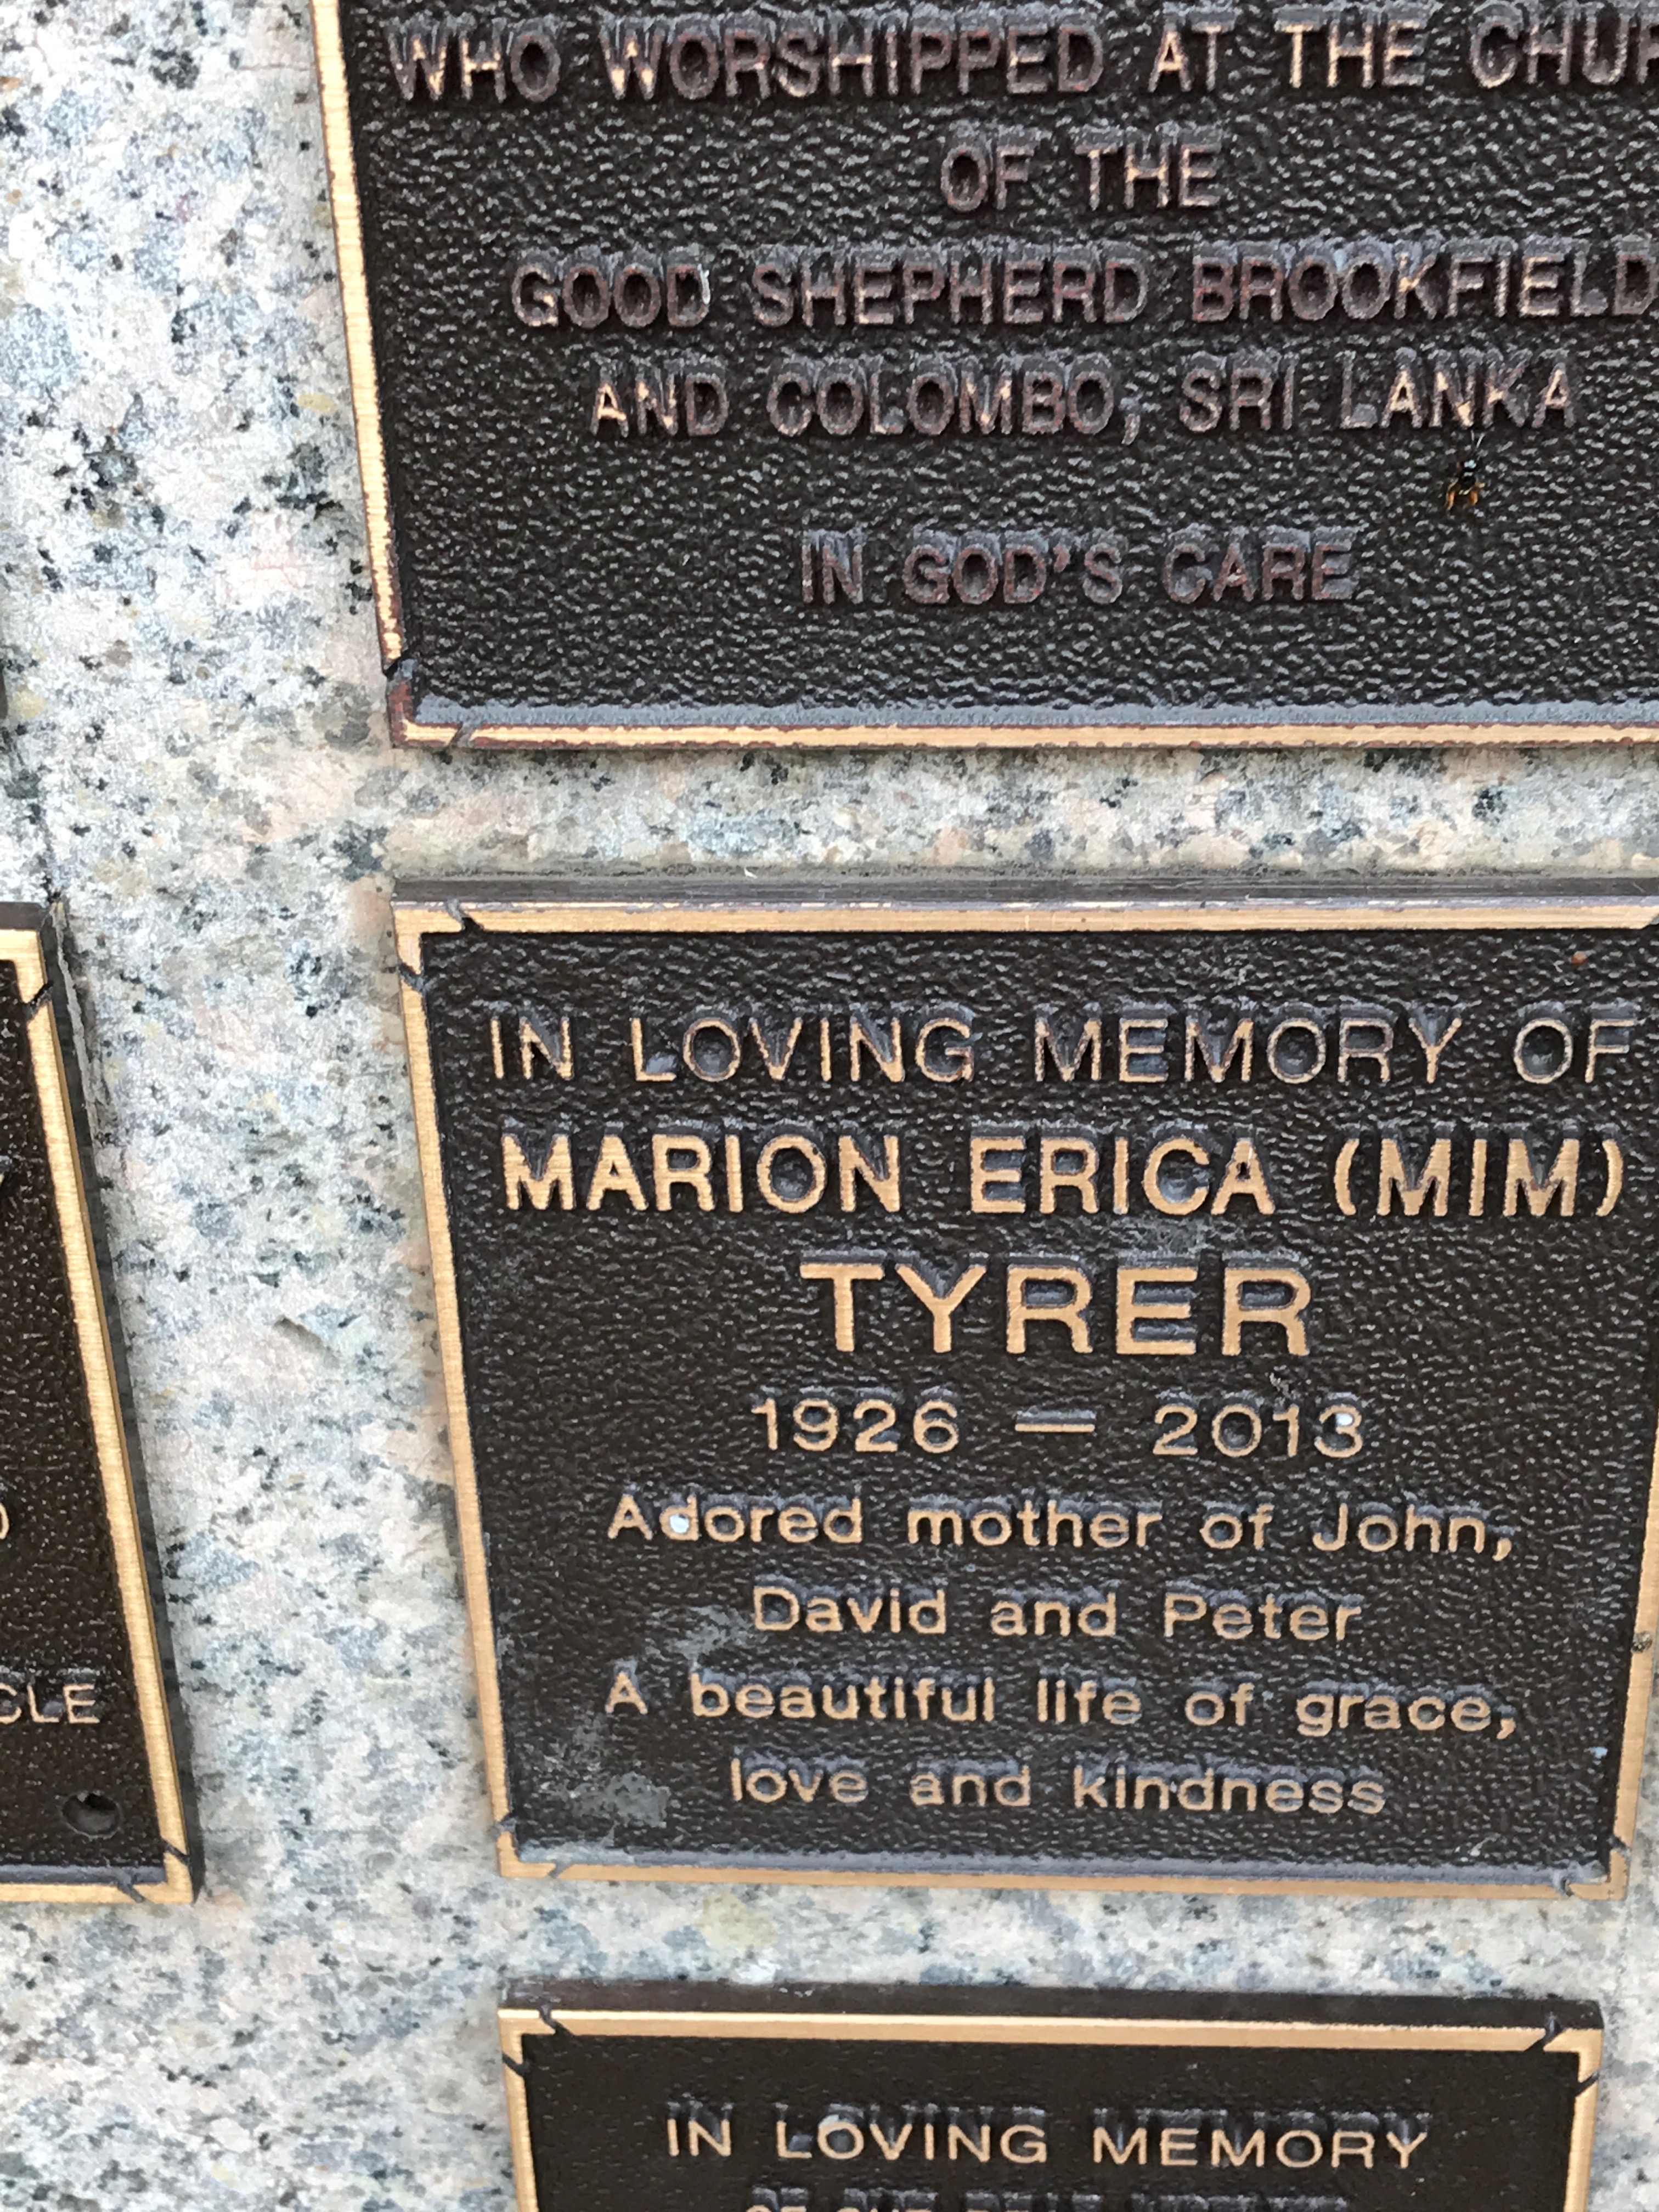 WHO WORSHIPPED AT THE
OF THE
GOOD SHEPHERD BROOKFIELD
AND COLOMBO, SRI LANKA
IN GOD'S CARE
IN LOVING MEMORY OF
MARION ERICA (MIM)
TYRER
1926 — 2013
Adored mother of John,
David and Peter
A beautiful life of grace,
love and kindness
IN LOVING MEMORY